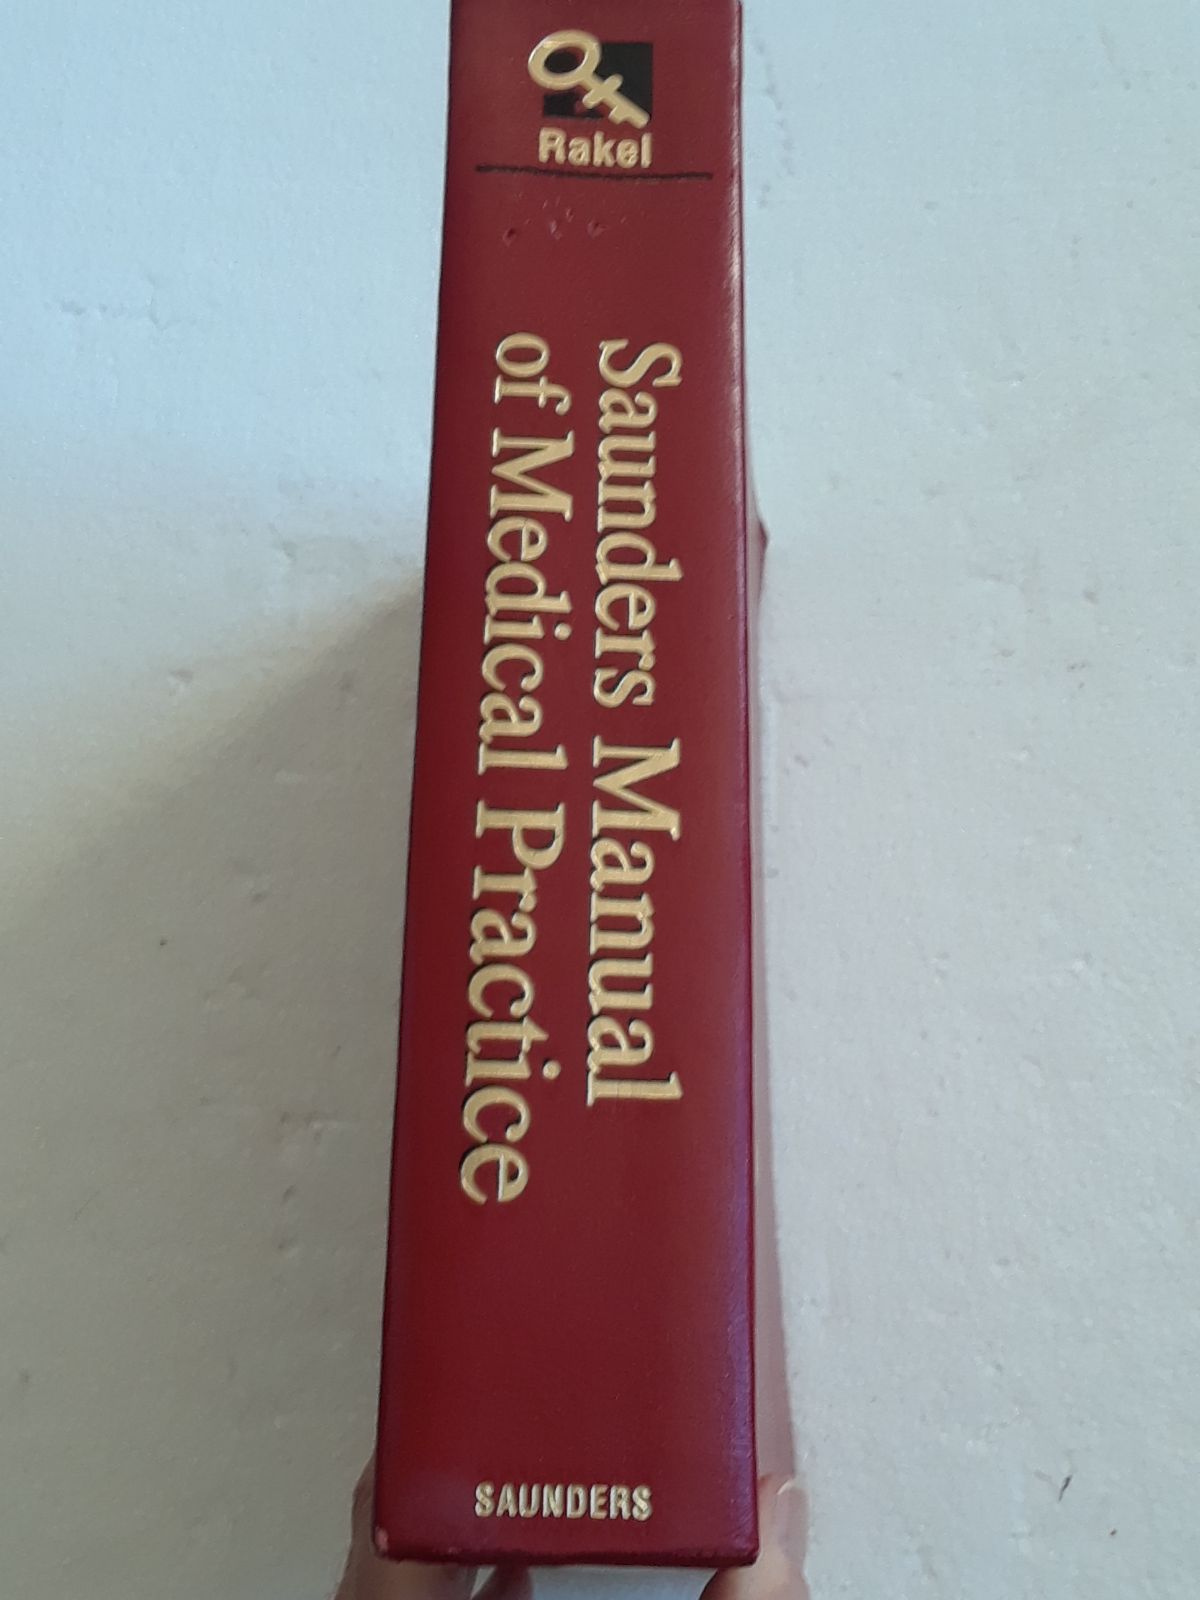 Rakel
Saunders Manual
of Medical Practice
SAUNDERS